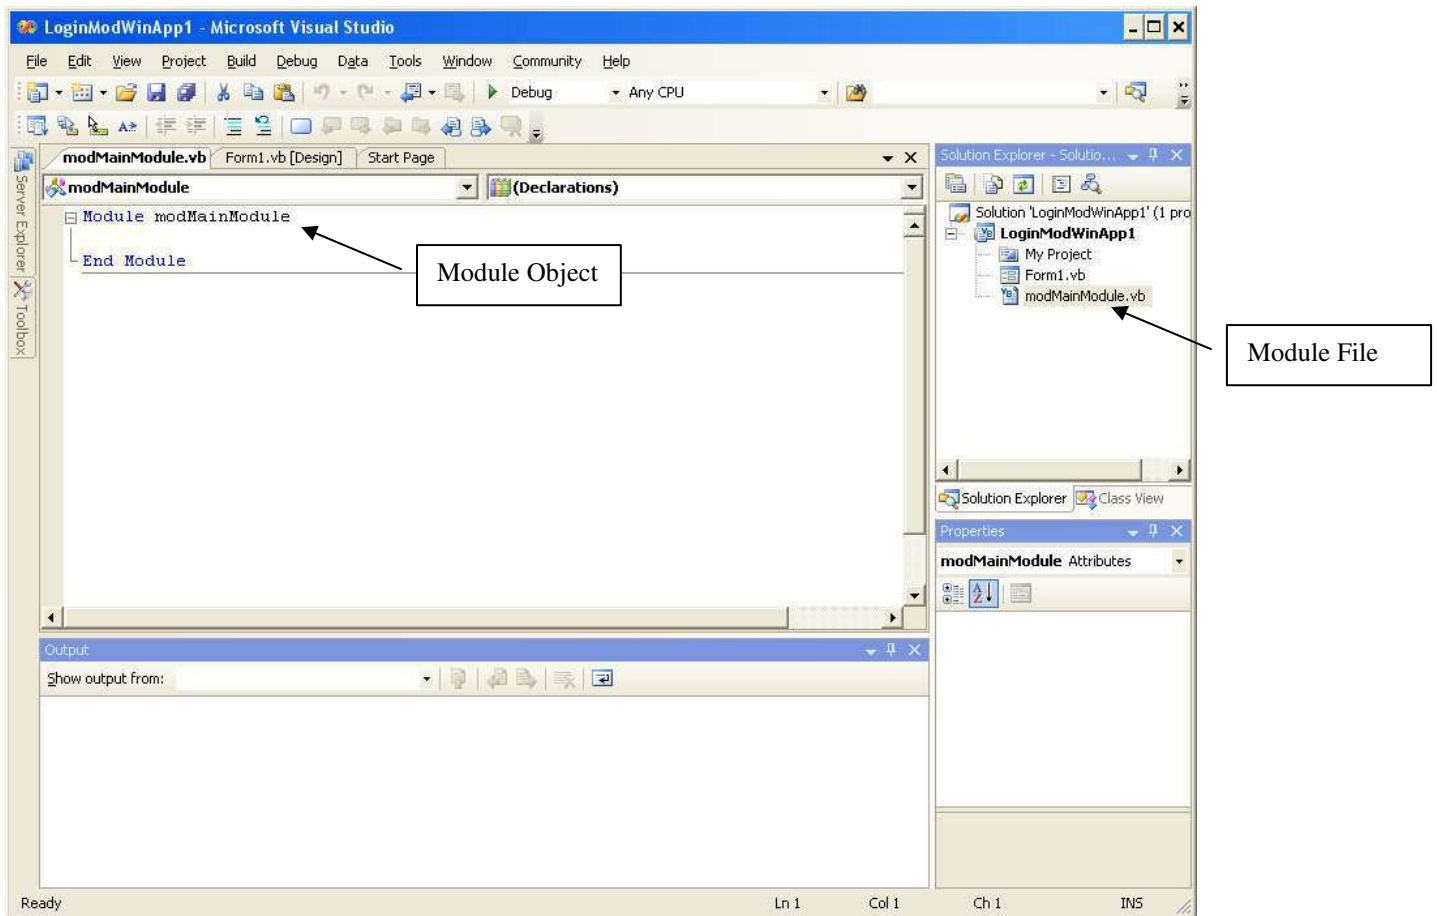 LoginModWinApp1 - Microsoft Visual Studio
File Edit View Project Build Debug Data Tools Window Community Help
Debug Any CPU
modMainModule.vb Form1.vb [Design] Start Page
modMainModule (Declarations)
Module modMainModule
End Module
Module Object
Server Explorer
Toolbox
Solution Explorer - Solutio...
Solution 'LoginModWinApp1' (1 pro
LoginModWinApp1
My Project
Form1.vb
modMainModule.vb
Module File
Solution Explorer Class View
Properties
modMainModule Attributes
Output
Show output from:
Ready Ln 1 Col 1 Ch 1 INS